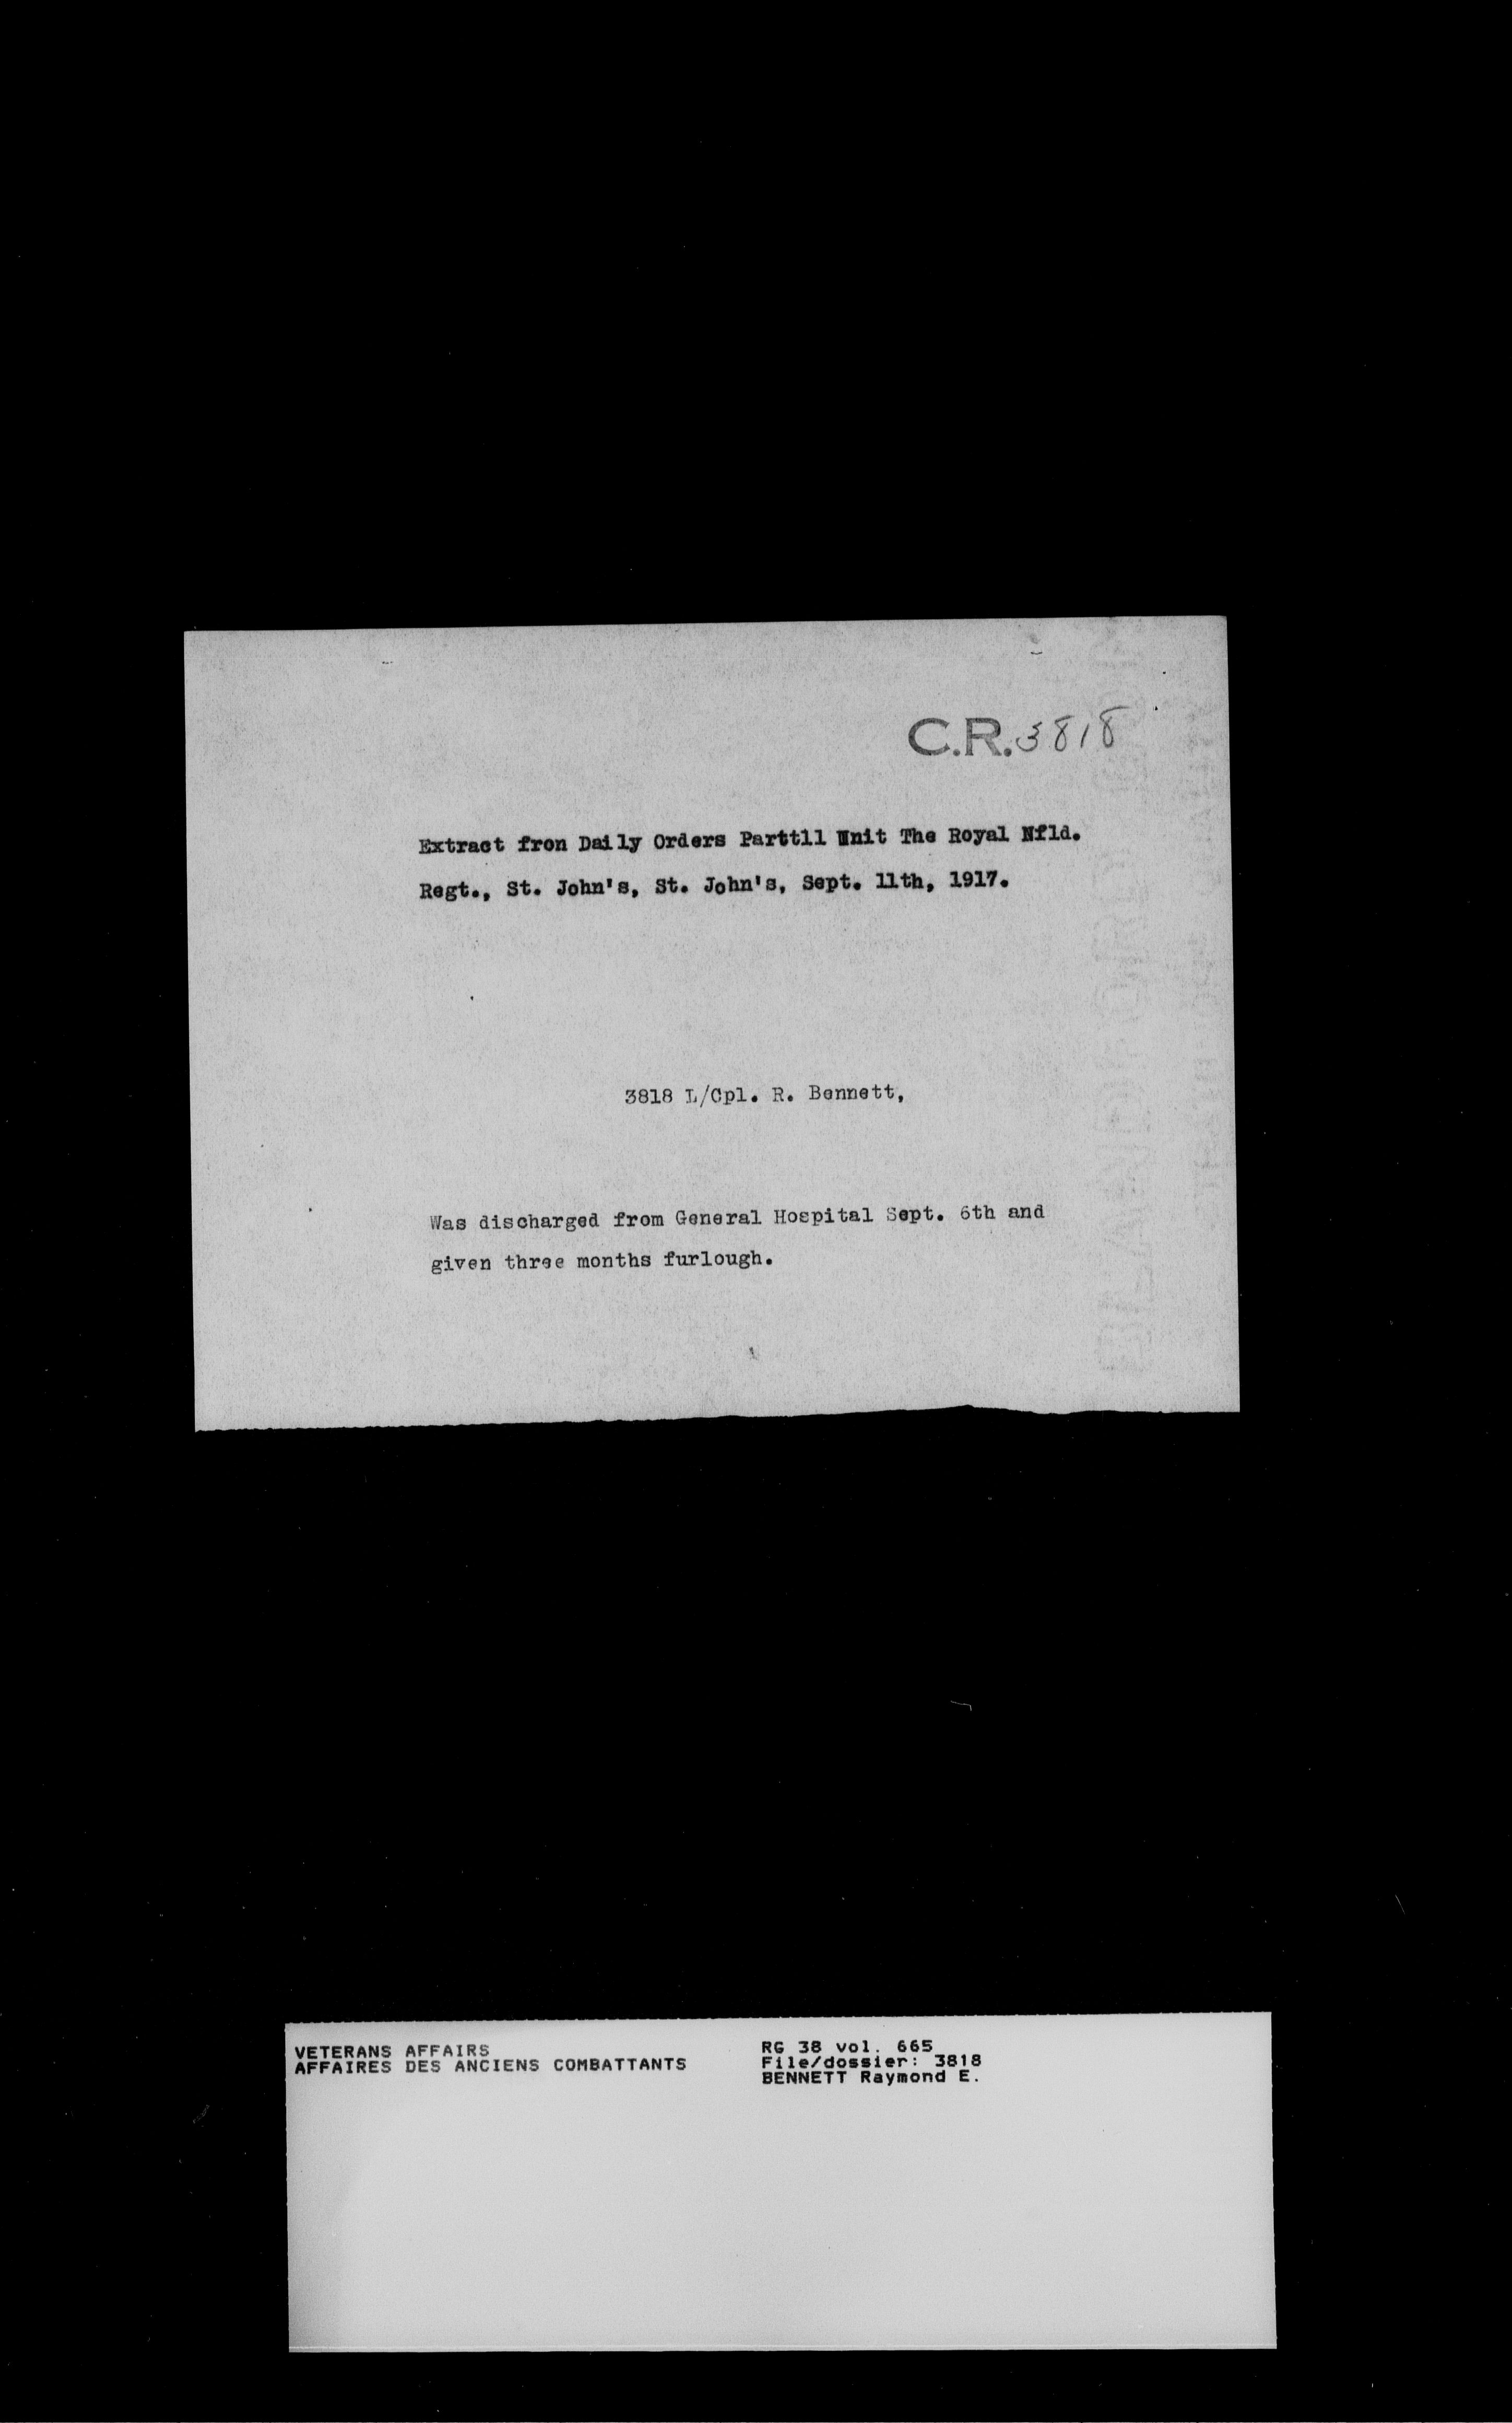 C.R. 3818
Extract fron Daily Orders Part11 Unit The Royal Nfld.
Regt., St. John's, St. John's, Sept. 11th, 1917.
3818 L/Cpl. R. Bennett,
Was discharged from General Hospital Sept. 6th and
given three months furlough.
VETERANS AFFAIRS
AFFAIRES DES ANCIENS COMBATTANTS
RG 38 vol. 665
File/dossier: 3818
BENNETT Raymond E.